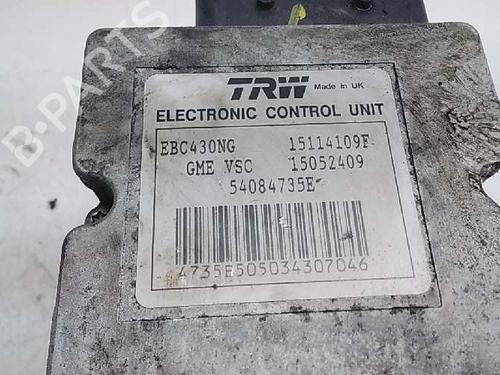 TRW Made in UK
ELECTRONIC CONTROL UNIT
EBC430NG 15114109F
GME VSC 15052409
54084735E
4735E505034307046
B-PARTS